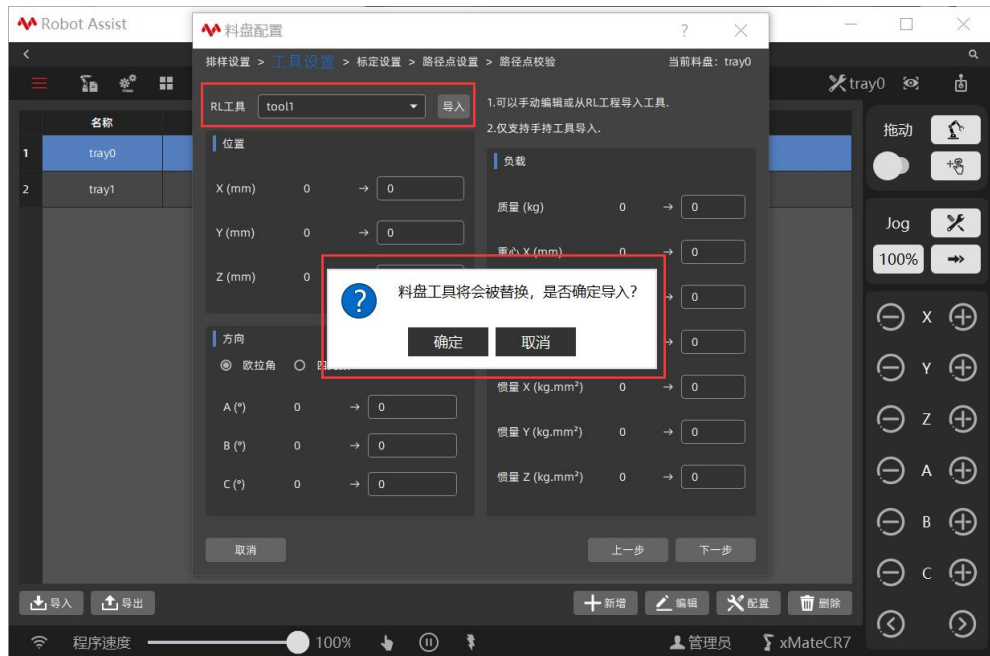 Robot Assist
料盘配置
排样设置 > 工具设置 > 标定设置 > 路径点设置 > 路径点校验
当前料盘：tray0
RL工具 tool1 导入
1.可以手动编辑或从RL工程导入工具.
2.仅支持手持工具导入.
位置
X (mm) 0 → 0
Y (mm) 0 → 0
Z (mm) 0
方向
欧拉角
A (°) 0 → 0
B (°) 0 → 0
C (°) 0 → 0
负载
质量 (kg) 0 → 0
重心 X (mm) 0 → 0
→ 0
→ 0
惯量 X (kg.mm²) 0 → 0
惯量 Y (kg.mm²) 0 → 0
惯量 Z (kg.mm²) 0 → 0
料盘工具将会被替换，是否确定导入？
确定 取消
取消 上一步 下一步
名称
1 tray0
2 tray1
tray0
拖动
Jog
100%
X
Y
Z
A
B
C
导入 导出 新增 编辑 配置 删除
程序速度 100% 管理员 xMateCR7